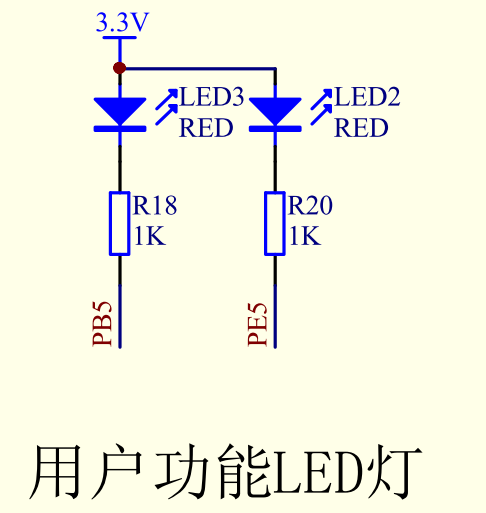 3.3V
LED3
RED
LED2
RED
R18
1K
R20
1K
PB5
PE5
用户功能LED灯